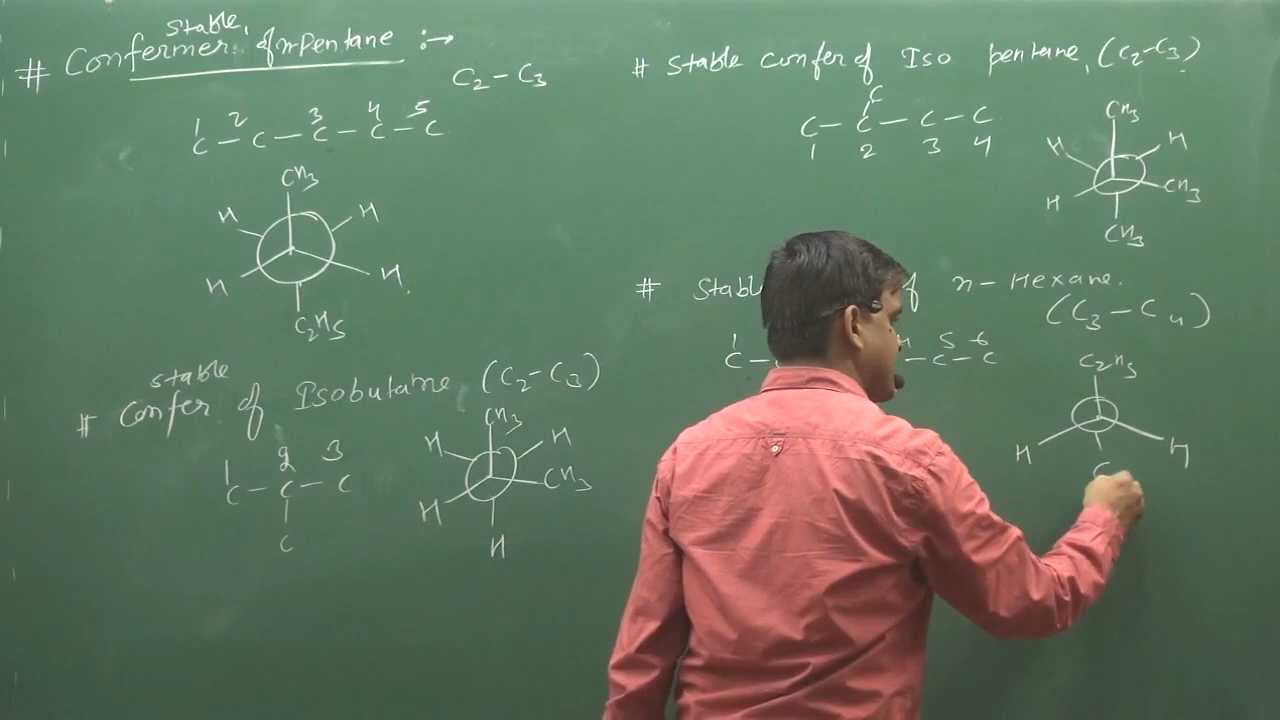 stable,
# Confermer of n-Pentane :→
C2 – C3
1 2 3 4 5
C – C – C – C – C
CH3
H H
H H.
C2H5
stable
# Confer of Isobutane (C2–C3)
1 2 3
C – C – C
C
CH3
H H
H CH3
H
# Stable confer of Iso pentane, (C2–C3)
C
C – C – C – C
1 2 3 4
CH3
H H
H CH3
CH3
# Stabl of n-Hexane.
(C3 – C4)
1 5 6
C – – C – C
C2H5
H H
C